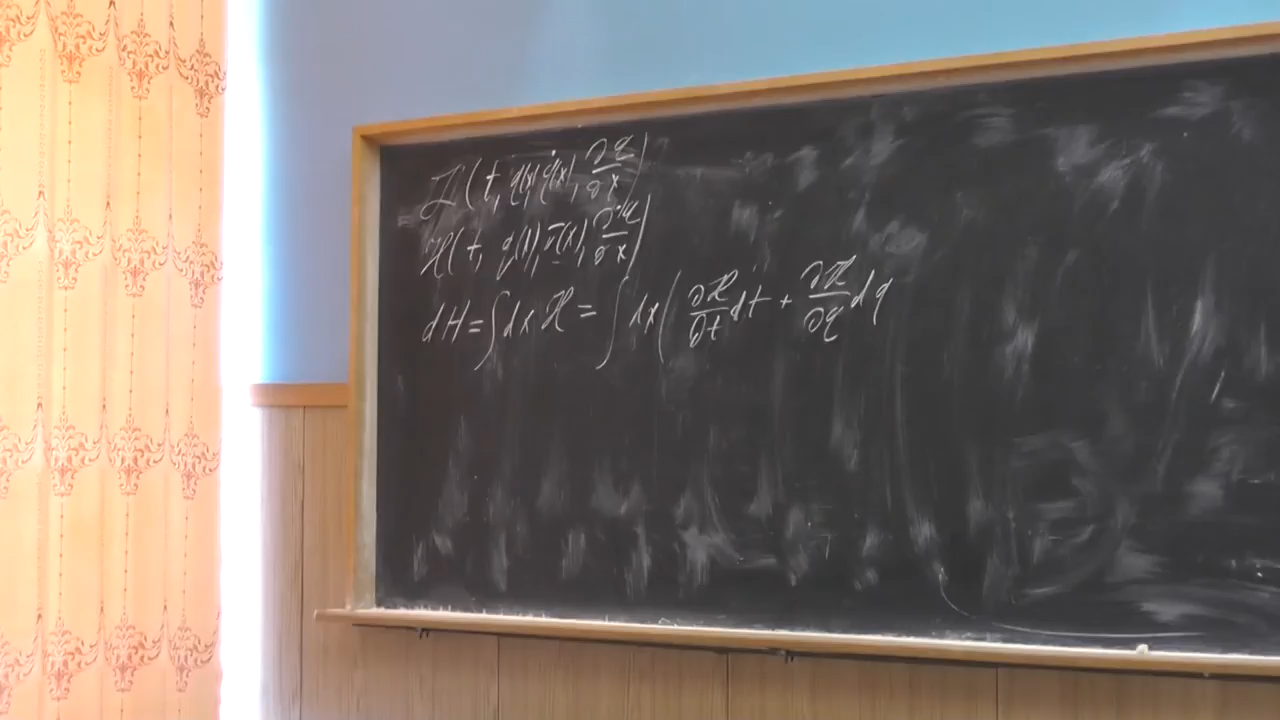 ℒ(t, q(x), q̇(x), ∂q/∂x)
ℋ(t, q(x), π(x), ∂q/∂x)
dH = ∫dx ℋ = ∫dx( ∂ℋ/∂t dt + ∂ℋ/∂q dq